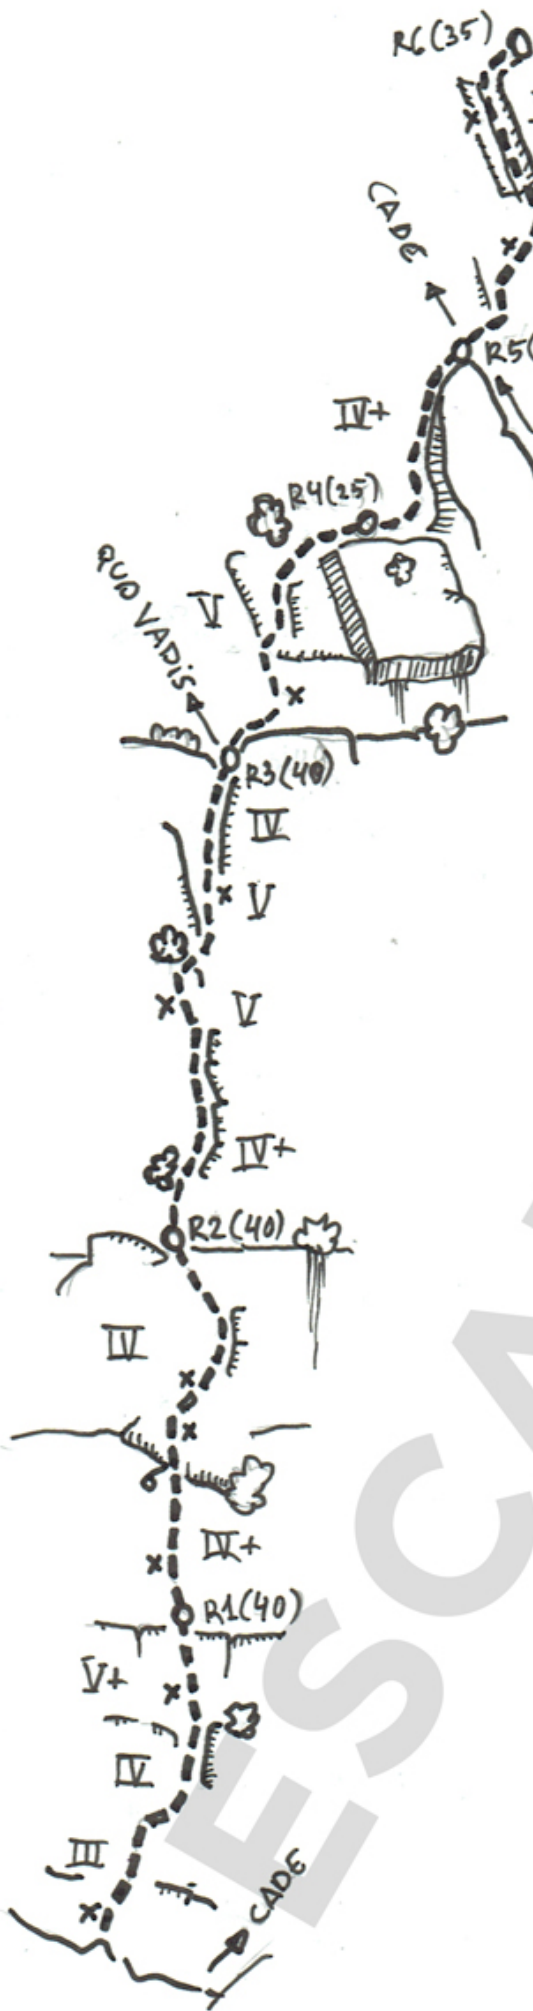 R6(35)
CADE
R5(
IV+
R4(25)
QUO VADIS
V
R3(40)
IV
V
V
IV+
R2(40)
IV
IV+
R1(40)
V+
IV
III
CADE
ESCA